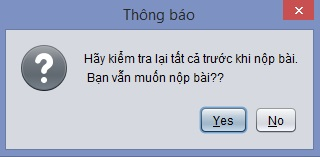 Thông báo
Hãy kiểm tra lại tất cả trước khi nộp bài.
Bạn vẫn muốn nộp bài??
Yes
No